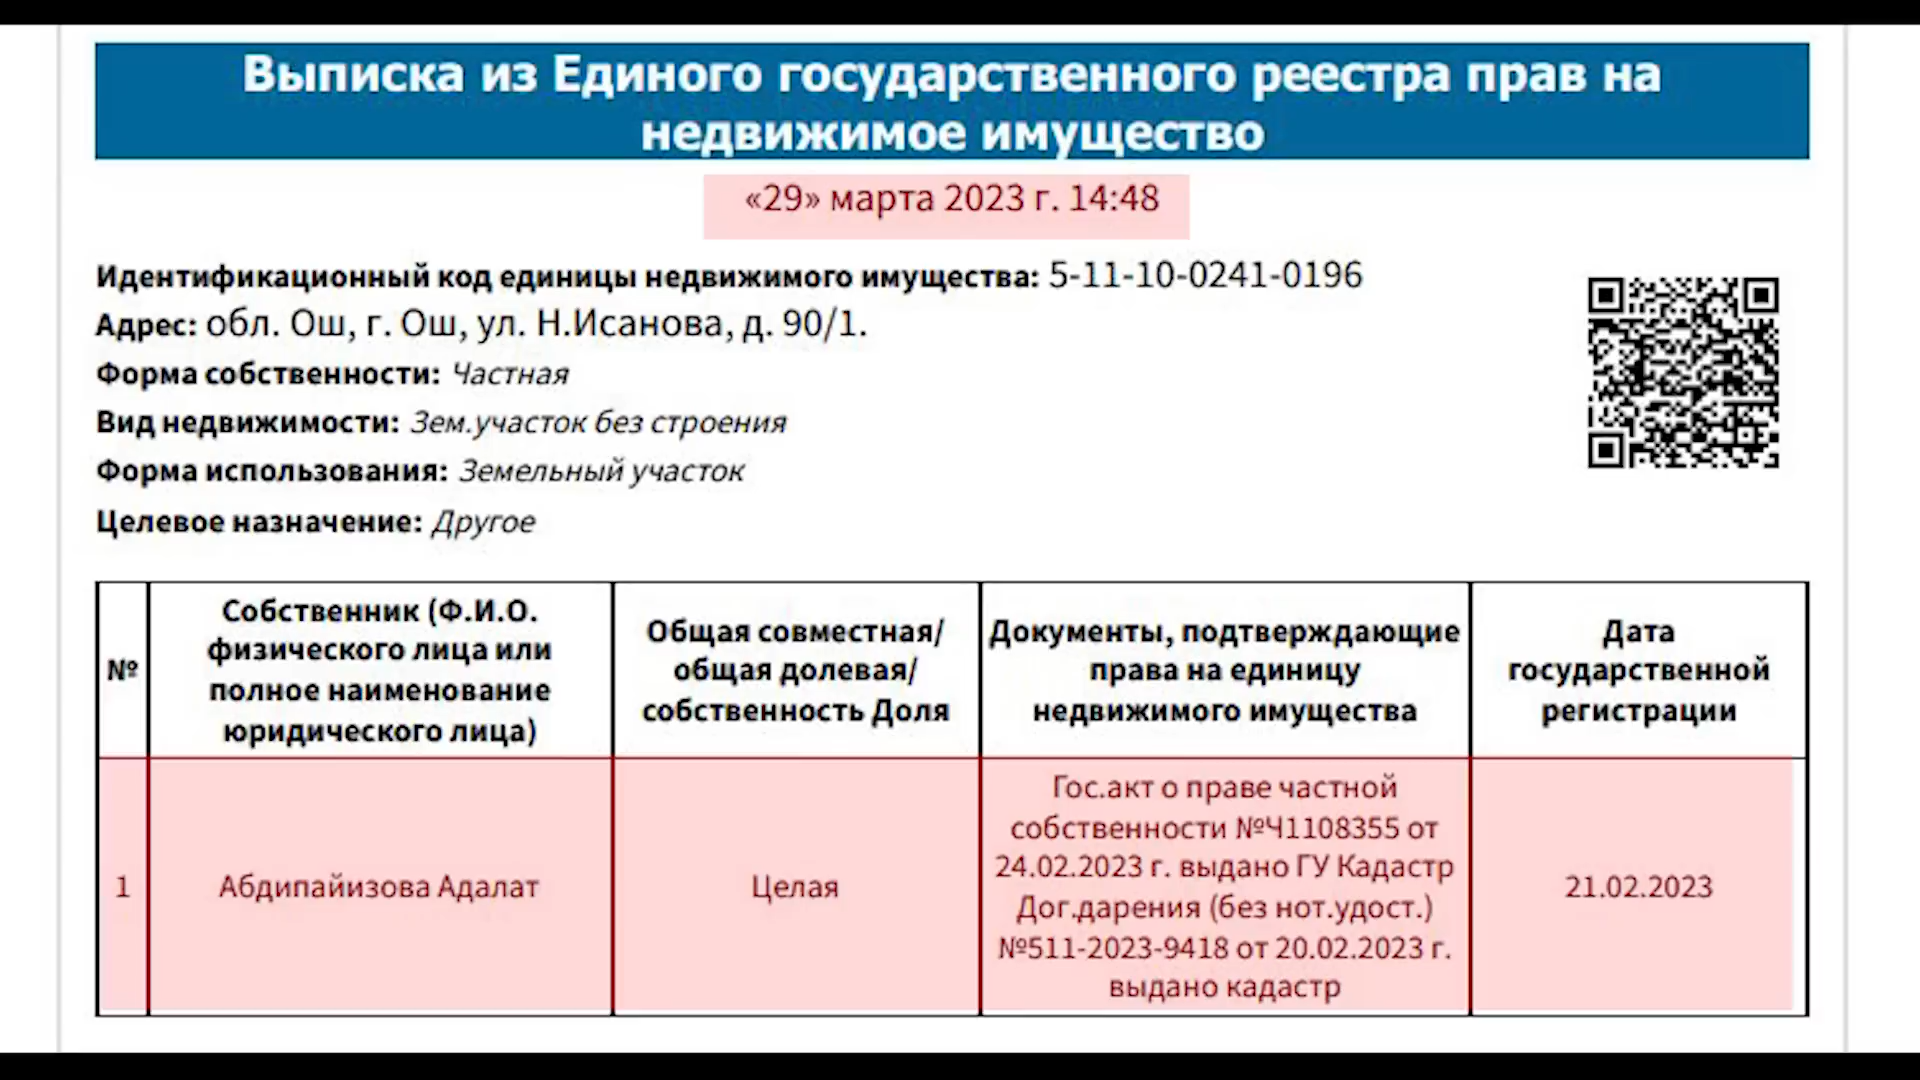 Выписка из Единого государственного реестра прав на
недвижимое имущество
«29» марта 2023 г. 14:48
Идентификационный код единицы недвижимого имущества: 5-11-10-0241-0196
Адрес: обл. Ош, г. Ош, ул. Н.Исанова, д. 90/1.
Форма собственности: Частная
Вид недвижимости: Зем.участок без строения
Форма использования: Земельный участок
Целевое назначение: Другое
№
Собственник (Ф.И.О.
физического лица или
полное наименование
юридического лица)
Общая совместная/
общая долевая/
собственность Доля
Документы, подтверждающие
права на единицу
недвижимого имущества
Дата
государственной
регистрации
1
Абдипайизова Адалат
Целая
Гос.акт о праве частной
собственности №Ч1108355 от
24.02.2023 г. выдано ГУ Кадастр
Дог.дарения (без нот.удост.)
№511-2023-9418 от 20.02.2023 г.
выдано кадастр
21.02.2023